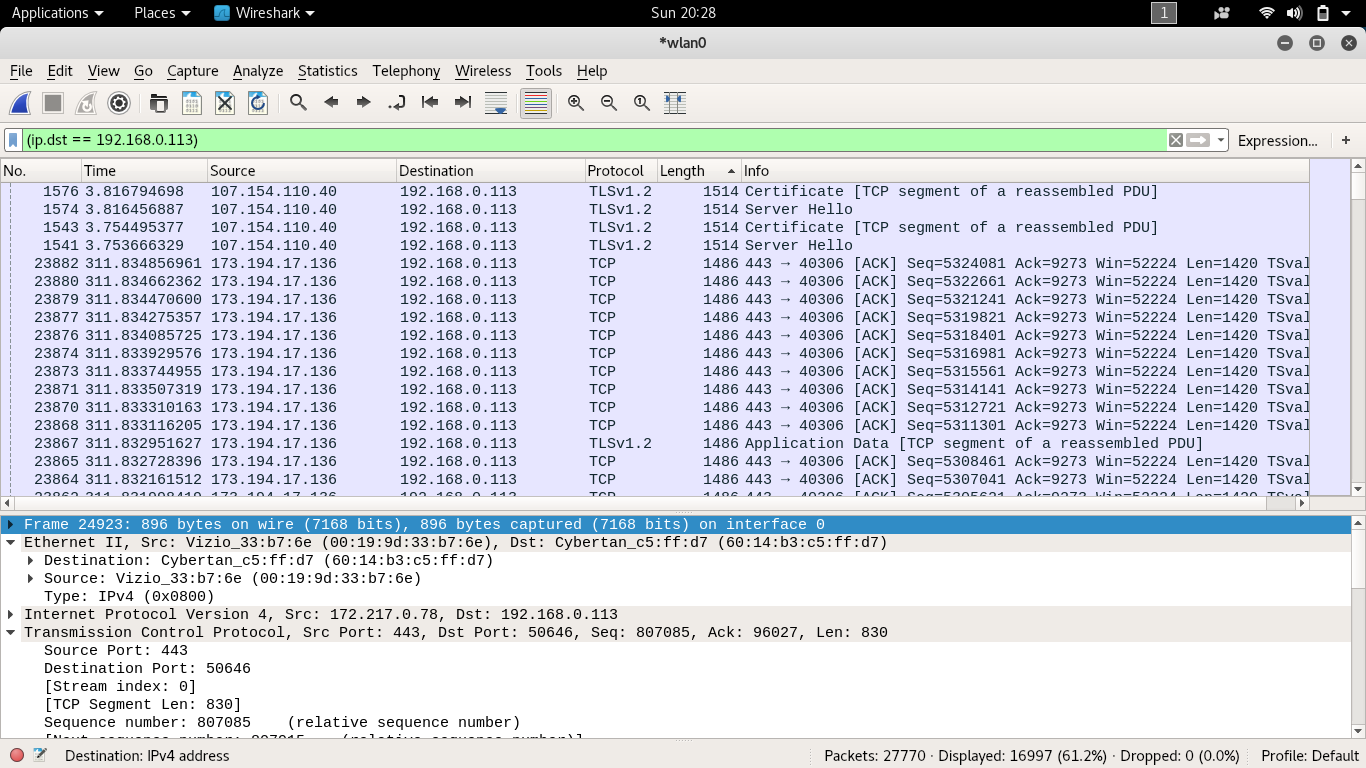 Applications Places Wireshark Sun 20:28 1
*wlan0
File Edit View Go Capture Analyze Statistics Telephony Wireless Tools Help
(ip.dst == 192.168.0.113) Expression... +
No. Time Source Destination Protocol Length Info
1576 3.816794698 107.154.110.40 192.168.0.113 TLSv1.2 1514 Certificate [TCP segment of a reassembled PDU]
1574 3.816456887 107.154.110.40 192.168.0.113 TLSv1.2 1514 Server Hello
1543 3.754495377 107.154.110.40 192.168.0.113 TLSv1.2 1514 Certificate [TCP segment of a reassembled PDU]
1541 3.753666329 107.154.110.40 192.168.0.113 TLSv1.2 1514 Server Hello
23882 311.834856961 173.194.17.136 192.168.0.113 TCP 1486 443 → 40306 [ACK] Seq=5324081 Ack=9273 Win=52224 Len=1420 TSval
23880 311.834662362 173.194.17.136 192.168.0.113 TCP 1486 443 → 40306 [ACK] Seq=5322661 Ack=9273 Win=52224 Len=1420 TSval
23879 311.834470600 173.194.17.136 192.168.0.113 TCP 1486 443 → 40306 [ACK] Seq=5321241 Ack=9273 Win=52224 Len=1420 TSval
23877 311.834275357 173.194.17.136 192.168.0.113 TCP 1486 443 → 40306 [ACK] Seq=5319821 Ack=9273 Win=52224 Len=1420 TSval
23876 311.834085725 173.194.17.136 192.168.0.113 TCP 1486 443 → 40306 [ACK] Seq=5318401 Ack=9273 Win=52224 Len=1420 TSval
23874 311.833929576 173.194.17.136 192.168.0.113 TCP 1486 443 → 40306 [ACK] Seq=5316981 Ack=9273 Win=52224 Len=1420 TSval
23873 311.833744955 173.194.17.136 192.168.0.113 TCP 1486 443 → 40306 [ACK] Seq=5315561 Ack=9273 Win=52224 Len=1420 TSval
23871 311.833507319 173.194.17.136 192.168.0.113 TCP 1486 443 → 40306 [ACK] Seq=5314141 Ack=9273 Win=52224 Len=1420 TSval
23870 311.833310163 173.194.17.136 192.168.0.113 TCP 1486 443 → 40306 [ACK] Seq=5312721 Ack=9273 Win=52224 Len=1420 TSval
23868 311.833116205 173.194.17.136 192.168.0.113 TCP 1486 443 → 40306 [ACK] Seq=5311301 Ack=9273 Win=52224 Len=1420 TSval
23867 311.832951627 173.194.17.136 192.168.0.113 TLSv1.2 1486 Application Data [TCP segment of a reassembled PDU]
23865 311.832728396 173.194.17.136 192.168.0.113 TCP 1486 443 → 40306 [ACK] Seq=5308461 Ack=9273 Win=52224 Len=1420 TSval
23864 311.832161512 173.194.17.136 192.168.0.113 TCP 1486 443 → 40306 [ACK] Seq=5307041 Ack=9273 Win=52224 Len=1420 TSval
Frame 24923: 896 bytes on wire (7168 bits), 896 bytes captured (7168 bits) on interface 0
Ethernet II, Src: Vizio_33:b7:6e (00:19:9d:33:b7:6e), Dst: Cybertan_c5:ff:d7 (60:14:b3:c5:ff:d7)
Destination: Cybertan_c5:ff:d7 (60:14:b3:c5:ff:d7)
Source: Vizio_33:b7:6e (00:19:9d:33:b7:6e)
Type: IPv4 (0x0800)
Internet Protocol Version 4, Src: 172.217.0.78, Dst: 192.168.0.113
Transmission Control Protocol, Src Port: 443, Dst Port: 50646, Seq: 807085, Ack: 96027, Len: 830
Source Port: 443
Destination Port: 50646
[Stream index: 0]
[TCP Segment Len: 830]
Sequence number: 807085 (relative sequence number)
Destination: IPv4 address Packets: 27770 · Displayed: 16997 (61.2%) · Dropped: 0 (0.0%) Profile: Default